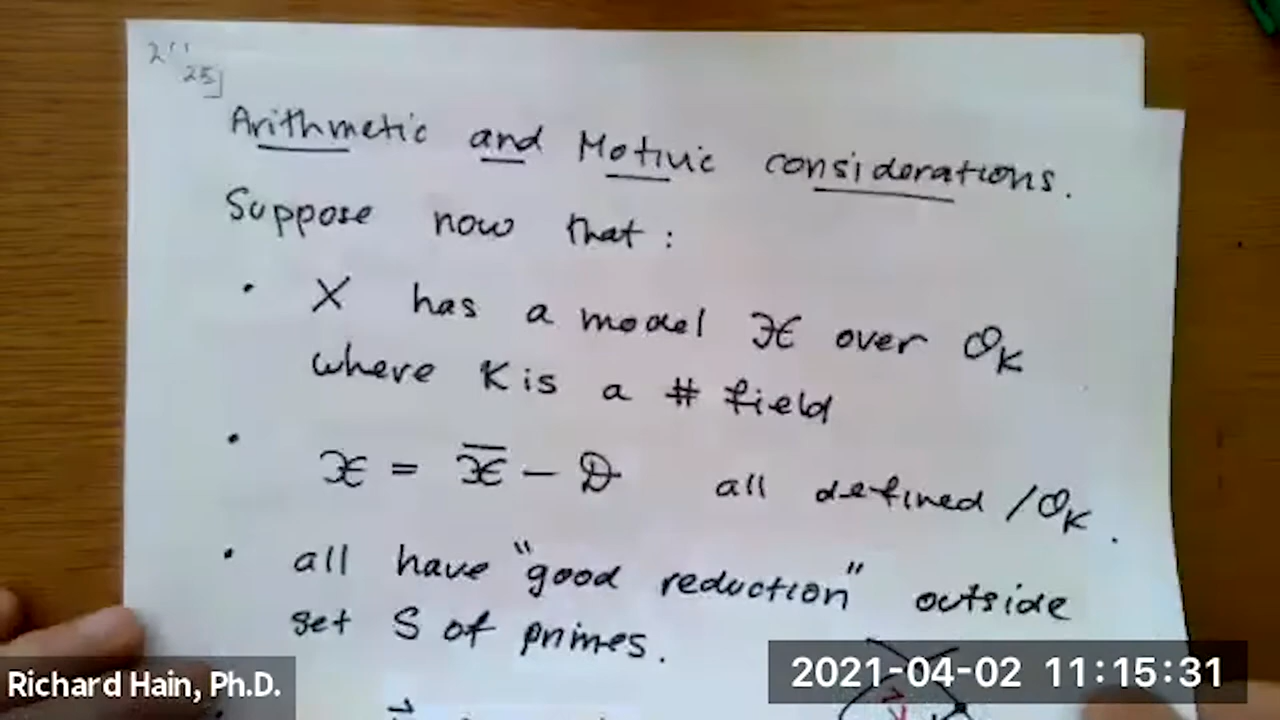 Arithmetic and Motivic considerations.
Suppose now that:
• X has a model 𝒳 over 𝒪_K
where K is a # field
• 𝒳 = 𝒳̅ - 𝒟 all defined / 𝒪_K.
• all have "good reduction" outside
set S of primes.
Richard Hain, Ph.D.
2021-04-02 11:15:31